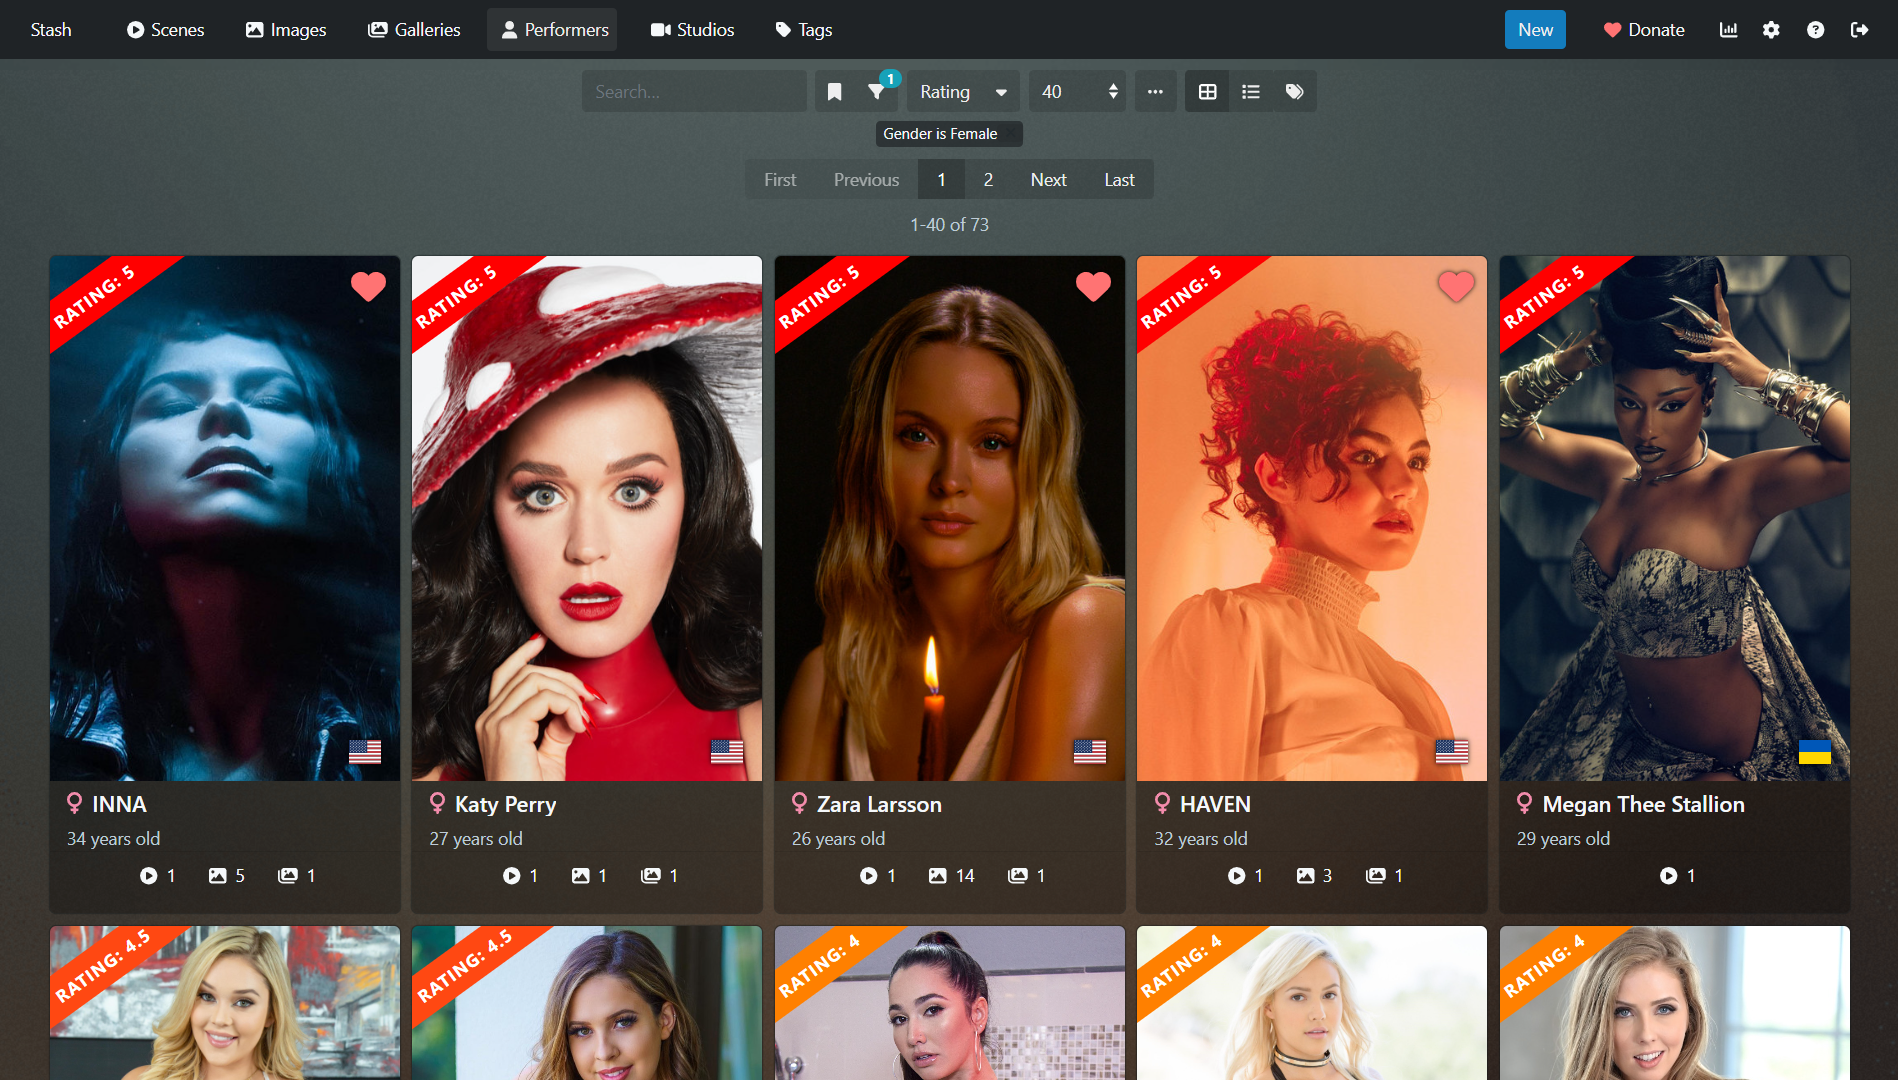 Stash Scenes Images Galleries Performers Studios Tags New Donate
Search... 1 Rating 40
Gender is Female
First Previous 1 2 Next Last
1-40 of 73
RATING: 5 RATING: 5 RATING: 5 RATING: 5 RATING: 5
INNA Katy Perry Zara Larsson HAVEN Megan Thee Stallion
34 years old 27 years old 26 years old 32 years old 29 years old
1 5 1 1 1 1 1 14 1 1 3 1 1
RATING: 4.5 RATING: 4.5 RATING: 4 RATING: 4 RATING: 4